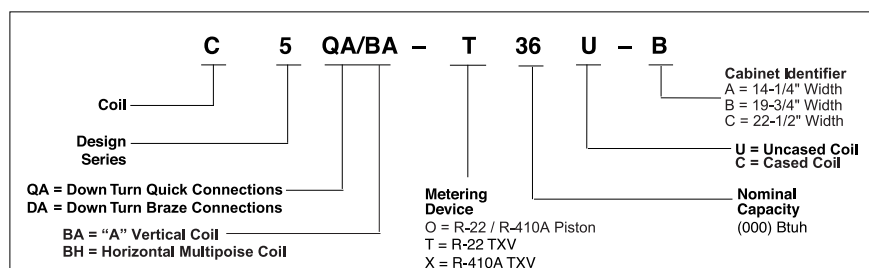 C 5 QA/BA – T 36 U – B
Cabinet Identifier
A = 14-1/4" Width
B = 19-3/4" Width
C = 22-1/2" Width
Coil
Design
Series
U = Uncased Coil
C = Cased Coil
QA = Down Turn Quick Connections
DA = Down Turn Braze Connections
Metering
Device
O = R-22 / R-410A Piston
T = R-22 TXV
X = R-410A TXV
Nominal
Capacity
(000) Btuh
BA = “A” Vertical Coil
BH = Horizontal Multipoise Coil